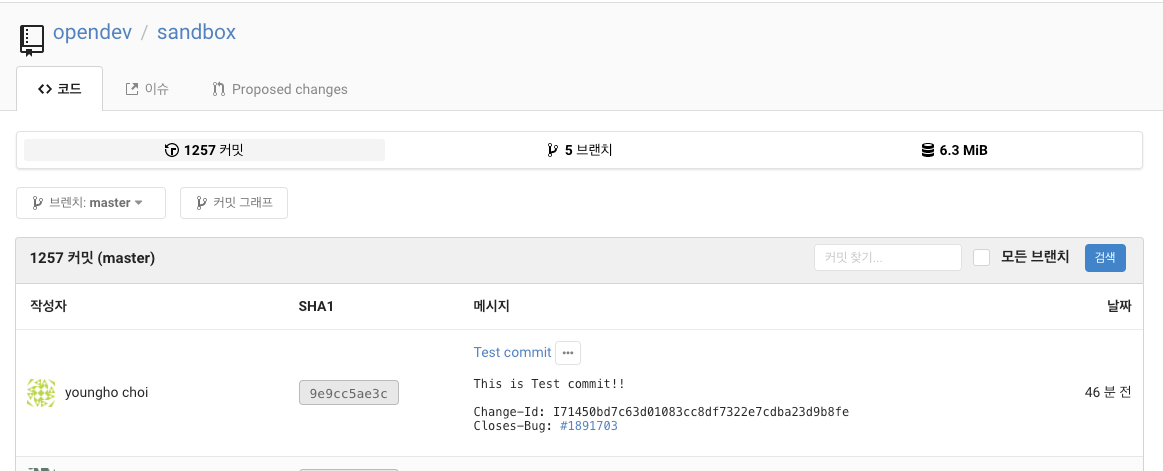 opendev / sandbox
코드
이슈
Proposed changes
1257 커밋
5 브랜치
6.3 MiB
브렌치: master
커밋 그래프
1257 커밋 (master)
커밋 찾기...
모든 브랜치
검색
작성자 SHA1 메시지 날짜
Test commit
This is Test commit!!
Change-Id: I71450bd7c63d01083cc8df7322e7cdba23d9b8fe
Closes-Bug: #1891703
youngho choi
9e9cc5ae3c
46 분 전